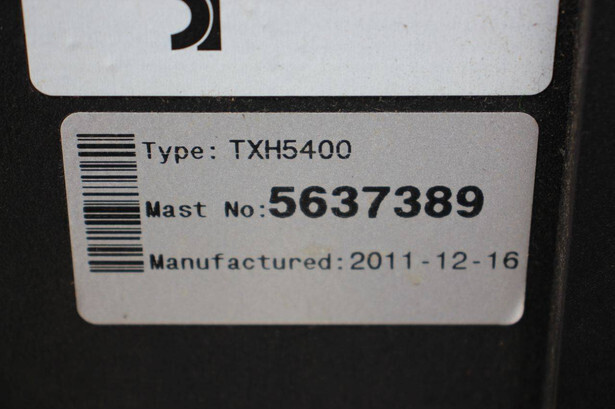 Type: TXH5400
Mast No:5637389
Manufactured:2011-12-16